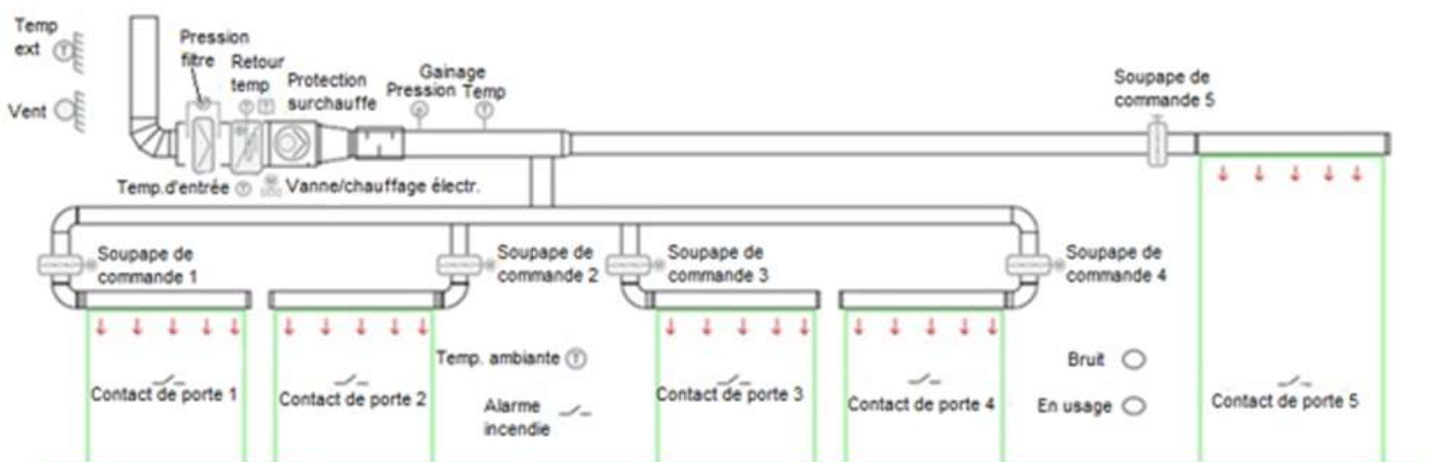 Temp
ext
Pression
filtre
Retour
temp
Protection
surchauffe
Gainage
Pression Temp
Soupape de
commande 5
Vent
Temp.d'entrée
Vanne/chauffage électr.
Soupape de
commande 1
Soupape de
commande 2
Soupape de
commande 3
Soupape de
commande 4
Temp. ambiante
Bruit
Contact de porte 1
Contact de porte 2
Alarme
incendie
Contact de porte 3
Contact de porte 4
En usage
Contact de porte 5